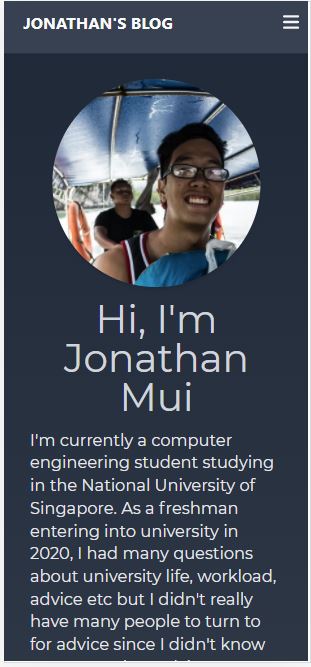 JONATHAN'S BLOG
Hi, I'm
Jonathan
Mui
I'm currently a computer
engineering student studying
in the National University of
Singapore. As a freshman
entering into university in
2020, I had many questions
about university life, workload,
advice etc but I didn't really
have many people to turn to
for advice since I didn't know